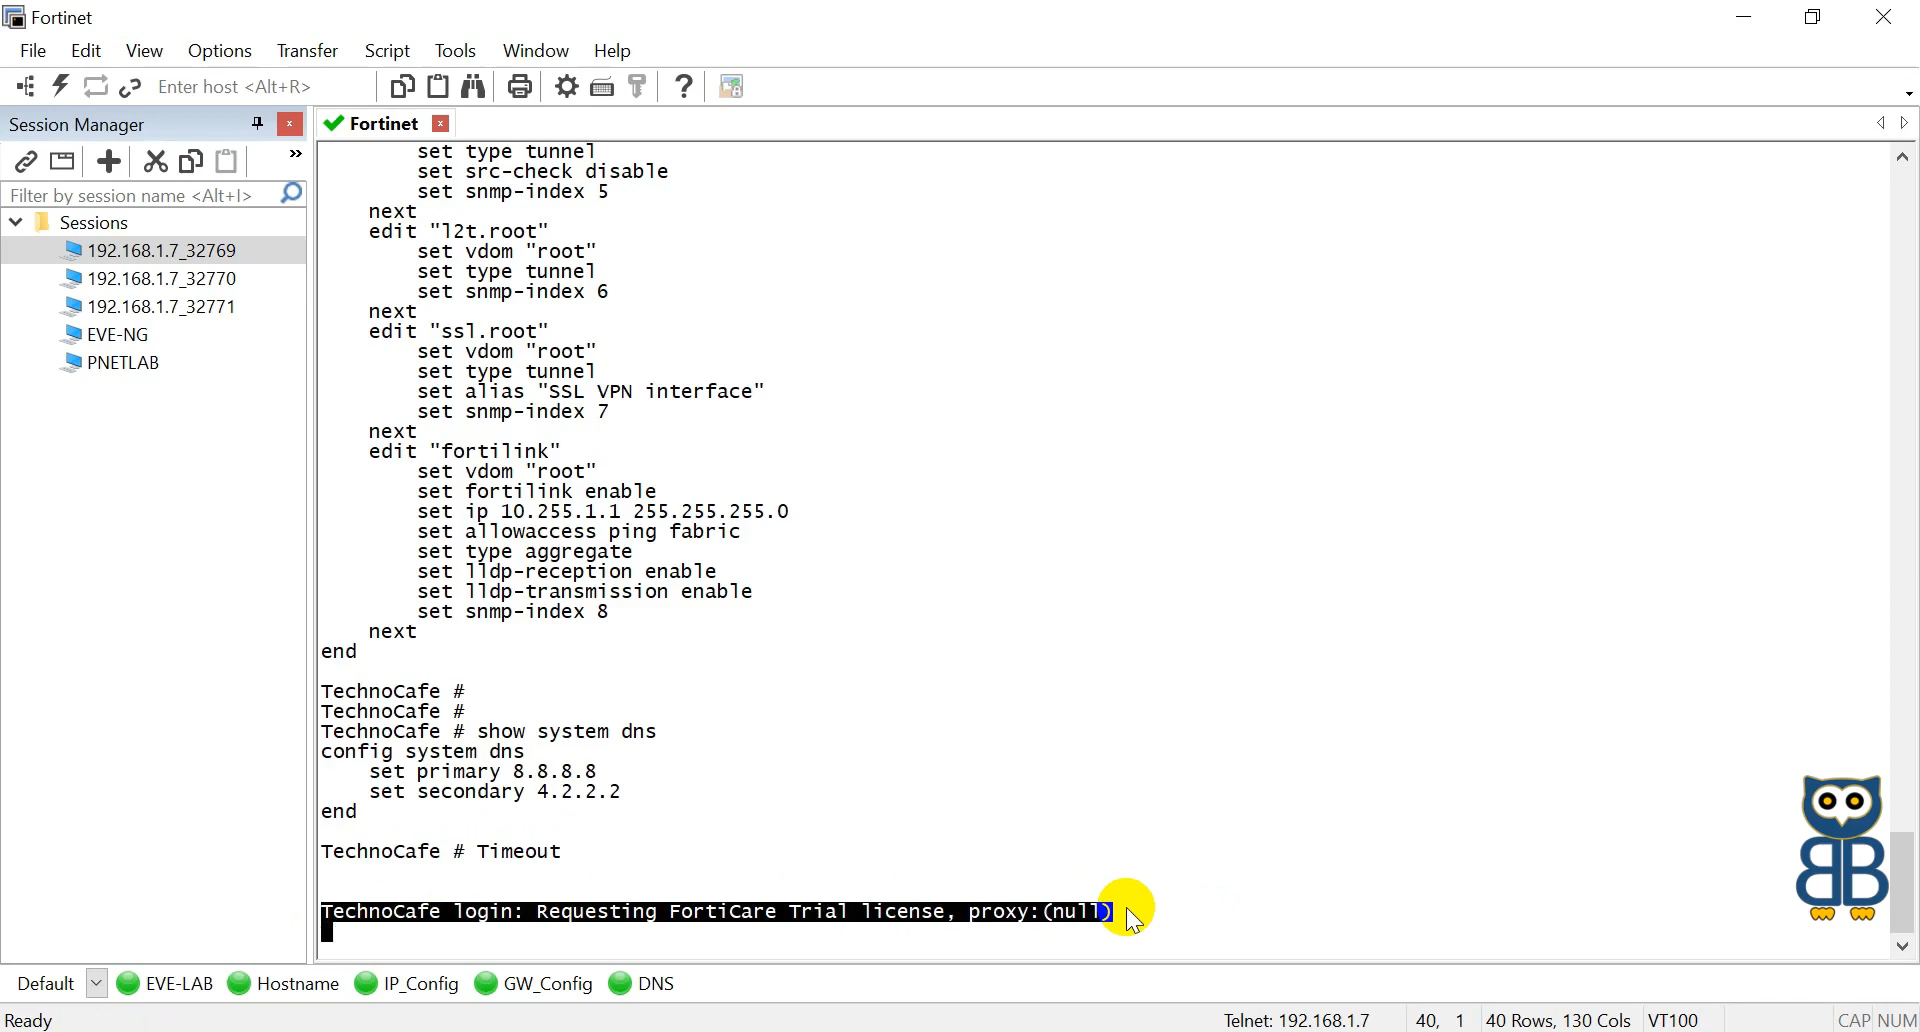 Fortinet
File Edit View Options Transfer Script Tools Window Help
Enter host <Alt+R>
Session Manager
Fortinet
Filter by session name <Alt+I>
Sessions
192.168.1.7_32769
192.168.1.7_32770
192.168.1.7_32771
EVE-NG
PNETLAB
set type tunnel
set src-check disable
set snmp-index 5
next
edit "l2t.root"
set vdom "root"
set type tunnel
set snmp-index 6
next
edit "ssl.root"
set vdom "root"
set type tunnel
set alias "SSL VPN interface"
set snmp-index 7
next
edit "fortilink"
set vdom "root"
set fortilink enable
set ip 10.255.1.1 255.255.255.0
set allowaccess ping fabric
set type aggregate
set lldp-reception enable
set lldp-transmission enable
set snmp-index 8
next
end
TechnoCafe #
TechnoCafe #
TechnoCafe # show system dns
config system dns
set primary 8.8.8.8
set secondary 4.2.2.2
end
TechnoCafe # Timeout
TechnoCafe login: Requesting FortiCare Trial license, proxy:(null)
BB
Default EVE-LAB Hostname IP_Config GW_Config DNS
Ready Telnet: 192.168.1.7 40, 1 40 Rows, 130 Cols VT100 CAP NUM